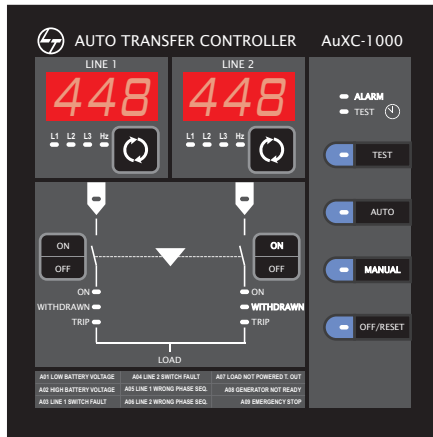 AUTO TRANSFER CONTROLLER AuXC-1000
LINE 1 LINE 2
448 448
L1 L2 L3 Hz L1 L2 L3 Hz
ALARM
TEST
TEST
AUTO
MANUAL
OFF/RESET
ON ON
OFF OFF
ON ON
WITHDRAWN WITHDRAWN
TRIP TRIP
LOAD
A01 LOW BATTERY VOLTAGE A04 LINE 2 SWITCH FAULT A07 LOAD NOT POWERED T. OUT
A02 HIGH BATTERY VOLTAGE A05 LINE 1 WRONG PHASE SEQ. A08 GENERATOR NOT READY
A03 LINE 1 SWITCH FAULT A06 LINE 2 WRONG PHASE SEQ. A09 EMERGENCY STOP